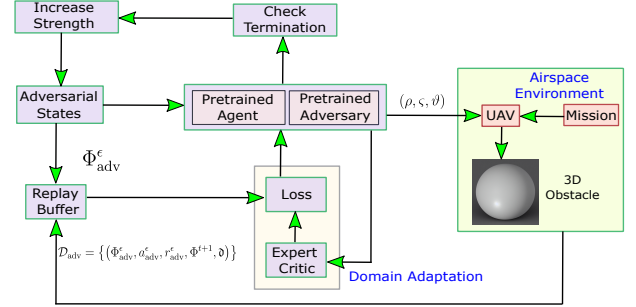 Increase
Strength
Check
Termination
Adversarial
States
Pretrained
Agent
Pretrained
Adversary
(ρ, ς, ϑ)
Airspace
Environment
UAV
Mission
3D
Obstacle
Φ^ϵ_adv
Replay
Buffer
Loss
𝒟_adv = {(Φ^ϵ_adv, a^ϵ_adv, r^ϵ_adv, Φ^{t+1}, 𝔡)}
Expert
Critic
Domain Adaptation